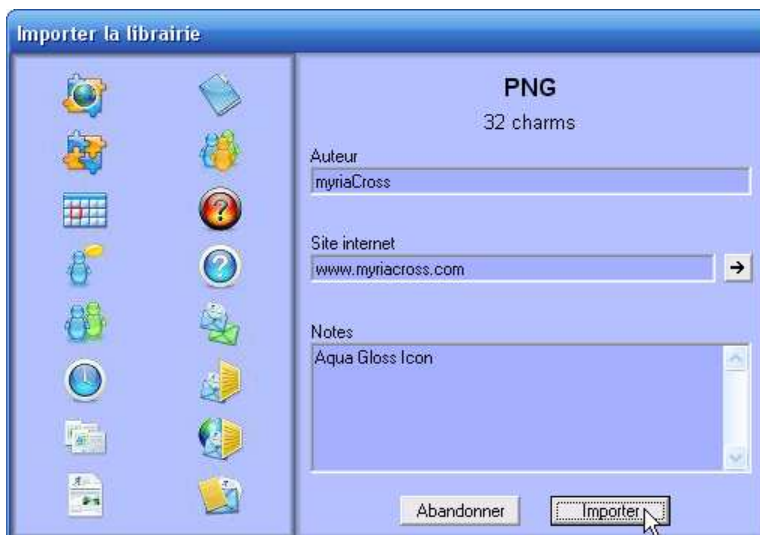 Importer la librairie
PNG
32 charms
Auteur
myriaCross
Site internet
www.myriacross.com
Notes
Aqua Gloss Icon
Abandonner
Importer